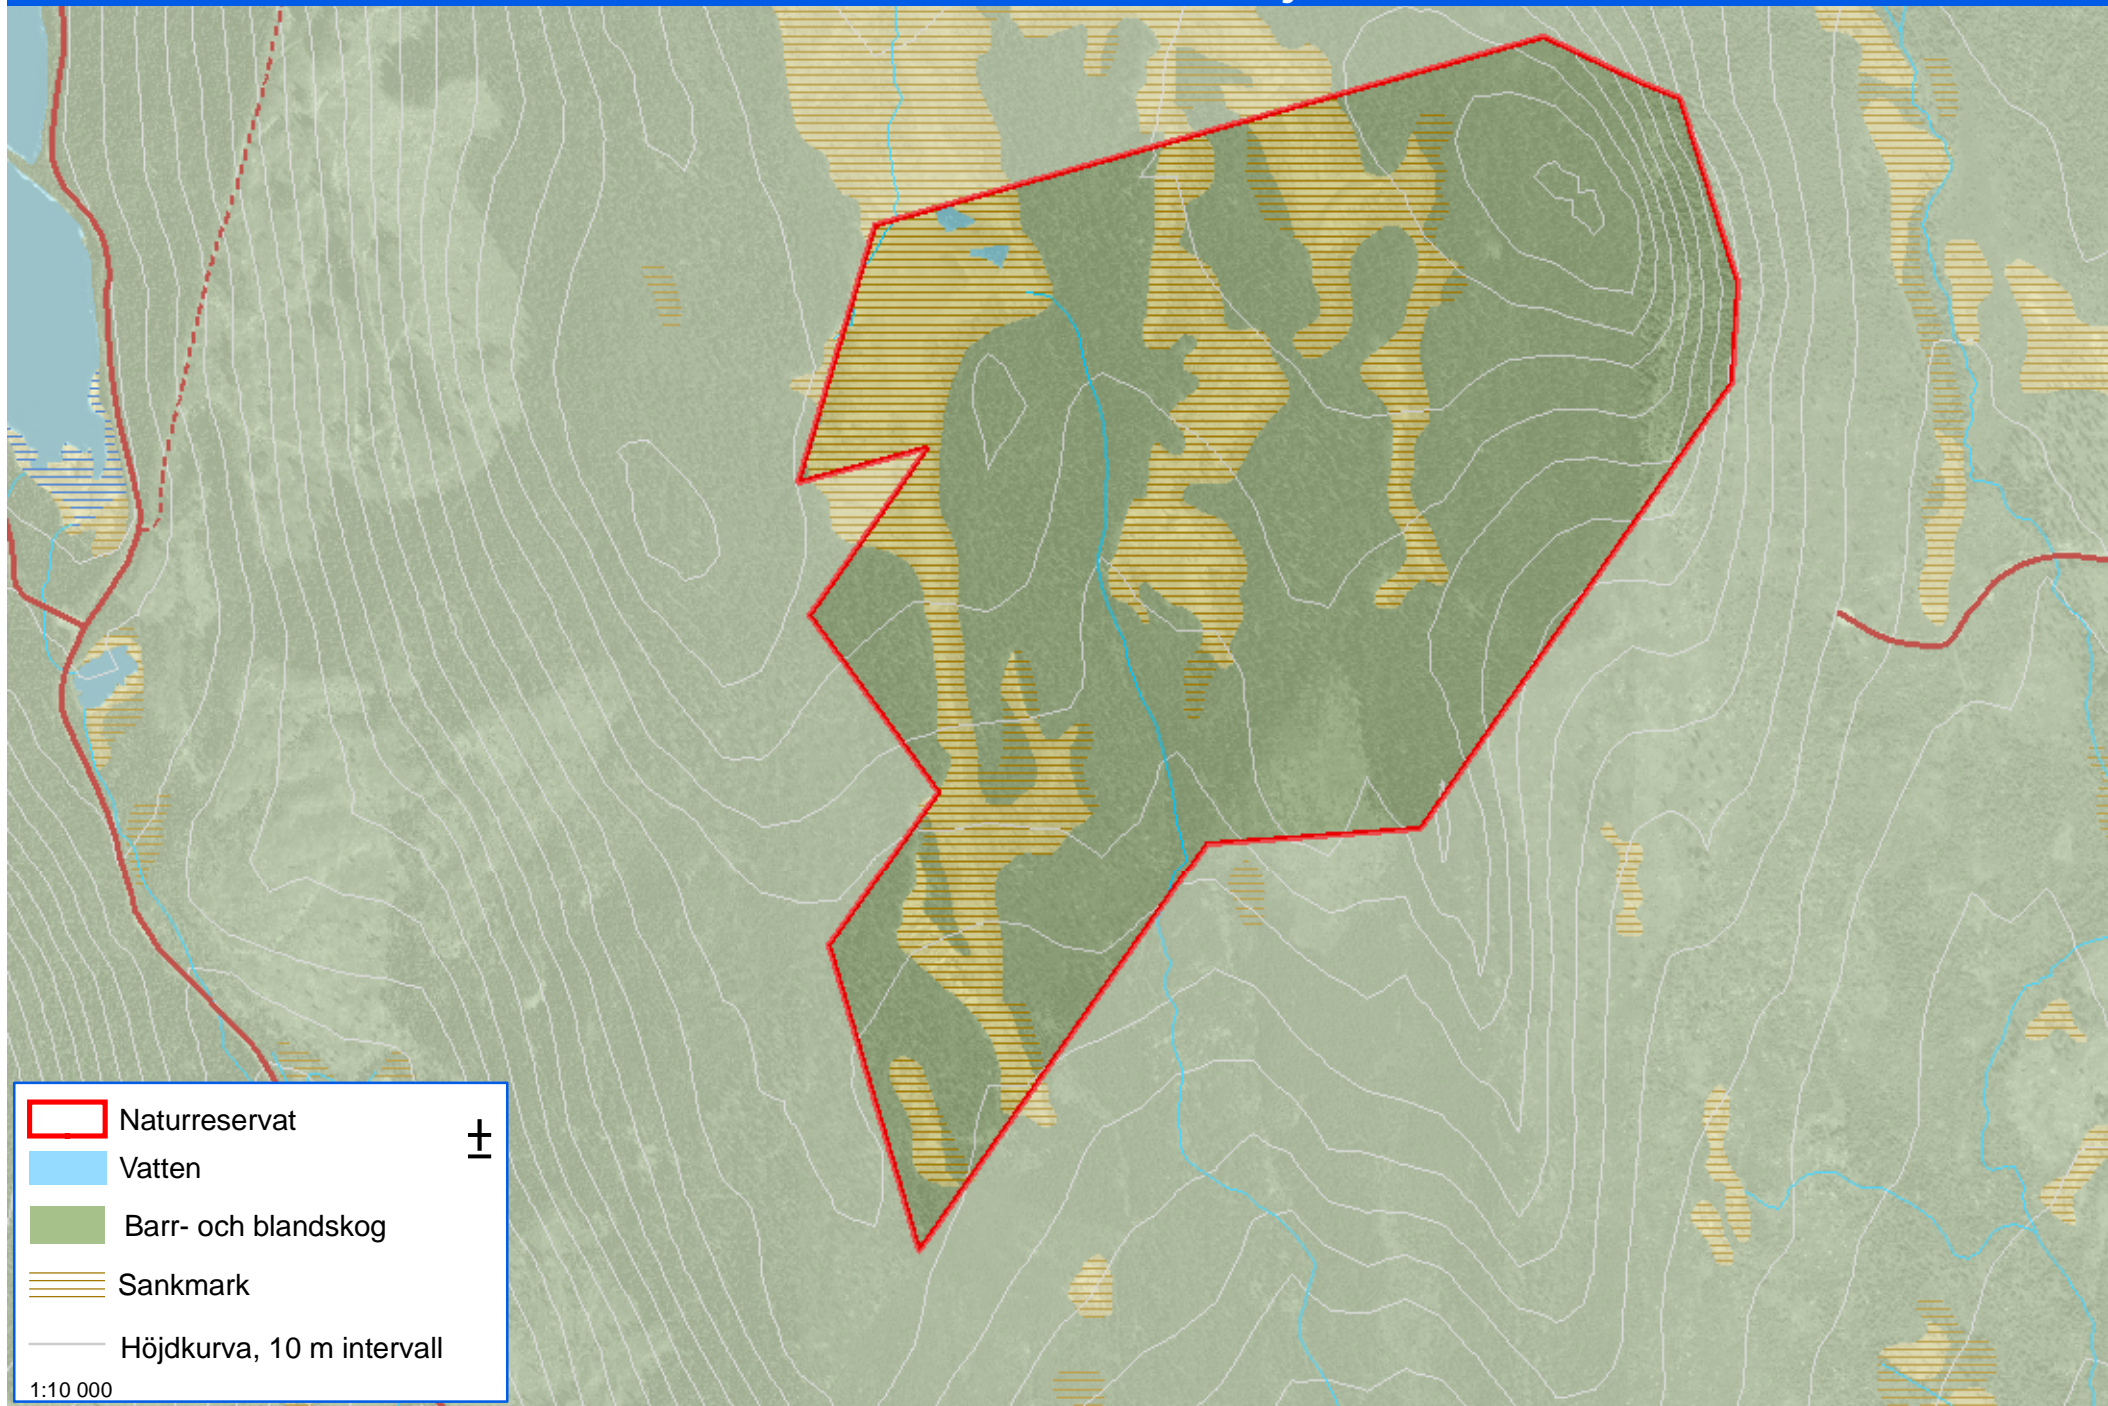 Naturreservat
Vatten
Barr- och blandskog
Sankmark
Höjdkurva, 10 m intervall
1:10 000